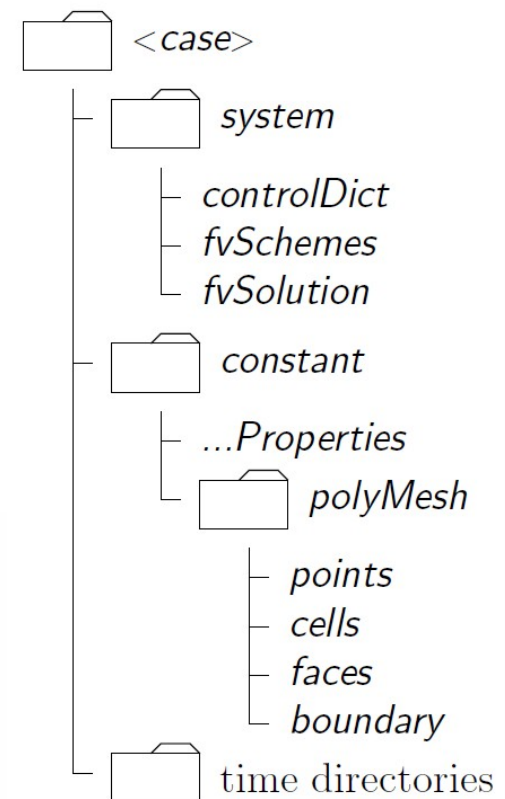 <case>
system
controlDict
fvSchemes
fvSolution
constant
...Properties
polyMesh
points
cells
faces
boundary
time directories